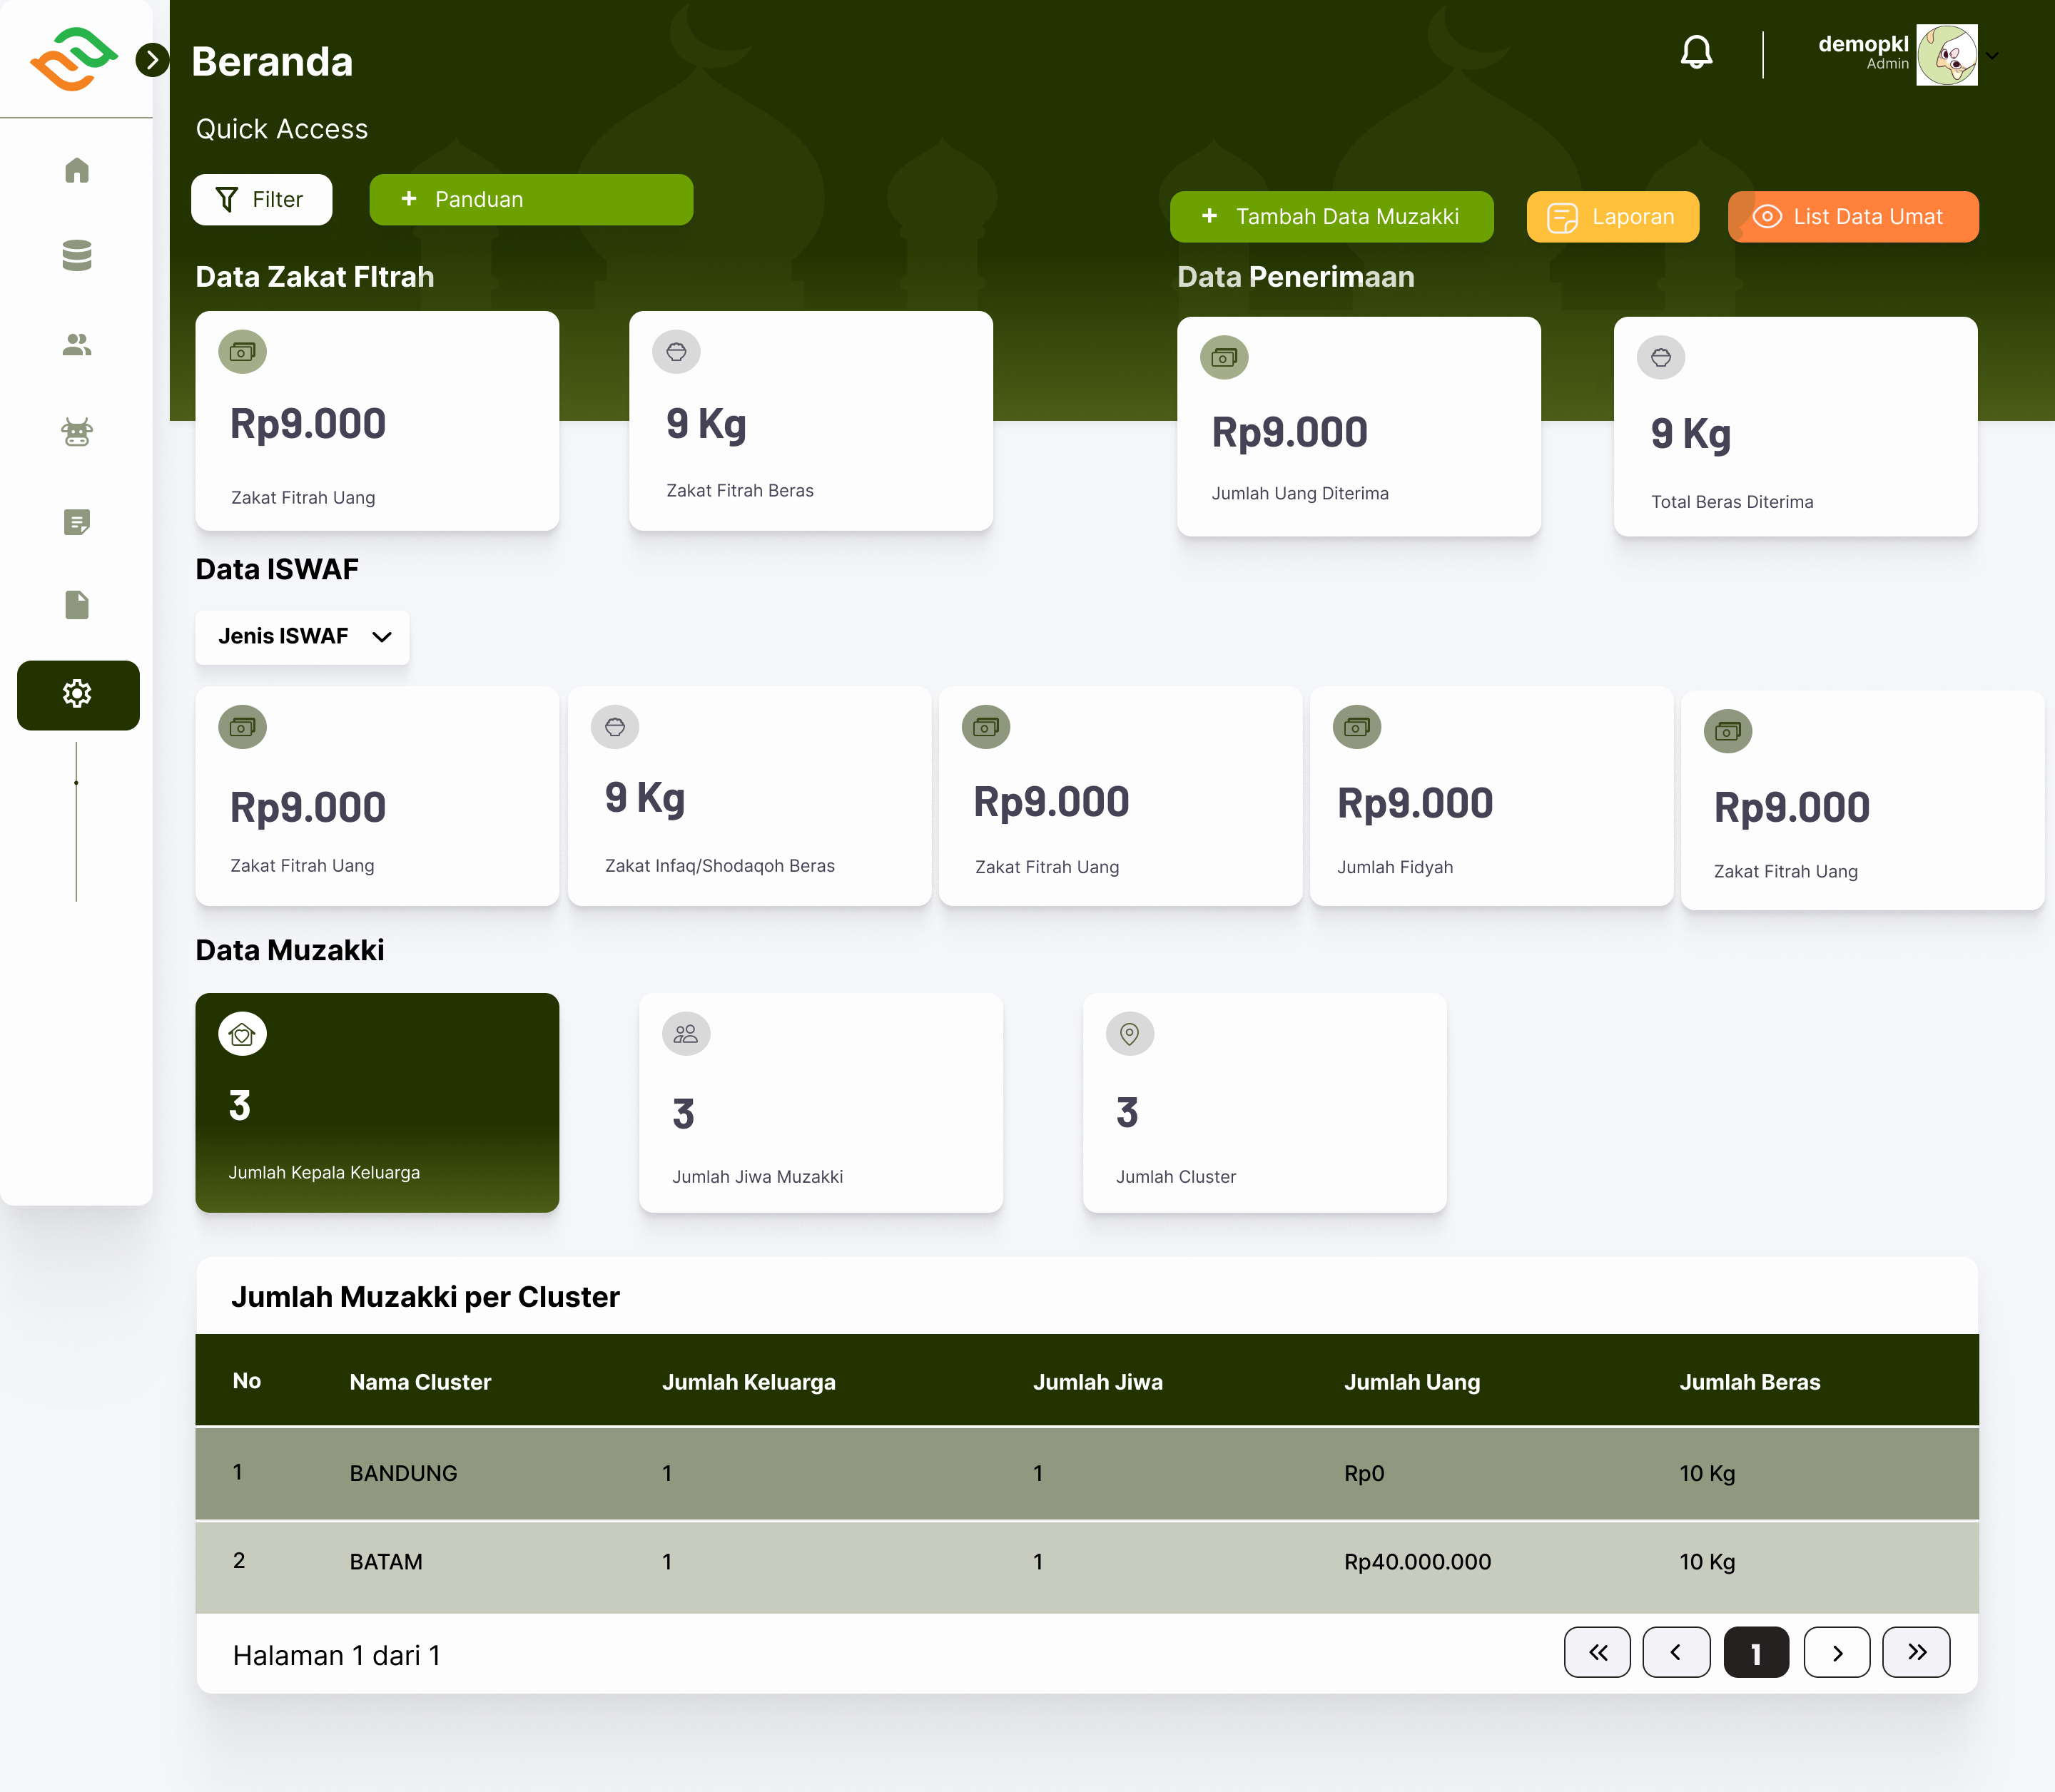 Beranda
demopkl
Admin
Quick Access
Filter
+ Panduan
+ Tambah Data Muzakki
Laporan
List Data Umat
Data Zakat FItrah
Data Penerimaan
Rp9.000
Zakat Fitrah Uang
9 Kg
Zakat Fitrah Beras
Rp9.000
Jumlah Uang Diterima
9 Kg
Total Beras Diterima
Data ISWAF
Jenis ISWAF
Rp9.000
Zakat Fitrah Uang
9 Kg
Zakat Infaq/Shodaqoh Beras
Rp9.000
Zakat Fitrah Uang
Rp9.000
Jumlah Fidyah
Rp9.000
Zakat Fitrah Uang
Data Muzakki
3
Jumlah Kepala Keluarga
3
Jumlah Jiwa Muzakki
3
Jumlah Cluster
Jumlah Muzakki per Cluster
No Nama Cluster Jumlah Keluarga Jumlah Jiwa Jumlah Uang Jumlah Beras
1 BANDUNG 1 1 Rp0 10 Kg
2 BATAM 1 1 Rp40.000.000 10 Kg
Halaman 1 dari 1
1